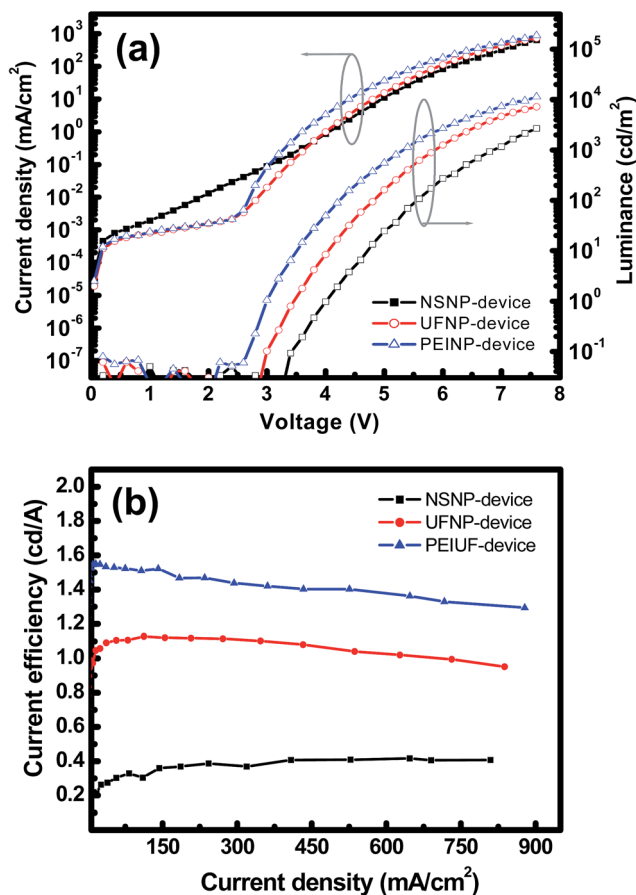 (a)
Current density (mA/cm²)
10³
10²
10¹
10⁰
10⁻¹
10⁻²
10⁻³
10⁻⁴
10⁻⁵
10⁻⁶
10⁻⁷
NSNP-device
UFNP-device
PEINP-device
10⁵
10⁴
10³
10²
10¹
10⁰
10⁻¹
Luminance (cd/m²)
0 1 2 3 4 5 6 7 8
Voltage (V)
(b)
Current efficiency (cd/A)
2.0
1.8
1.6
1.4
1.2
1.0
0.8
0.6
0.4
0.2
NSNP-device
UFNP-device
PEIUF-device
150 300 450 600 750 900
Current density (mA/cm²)